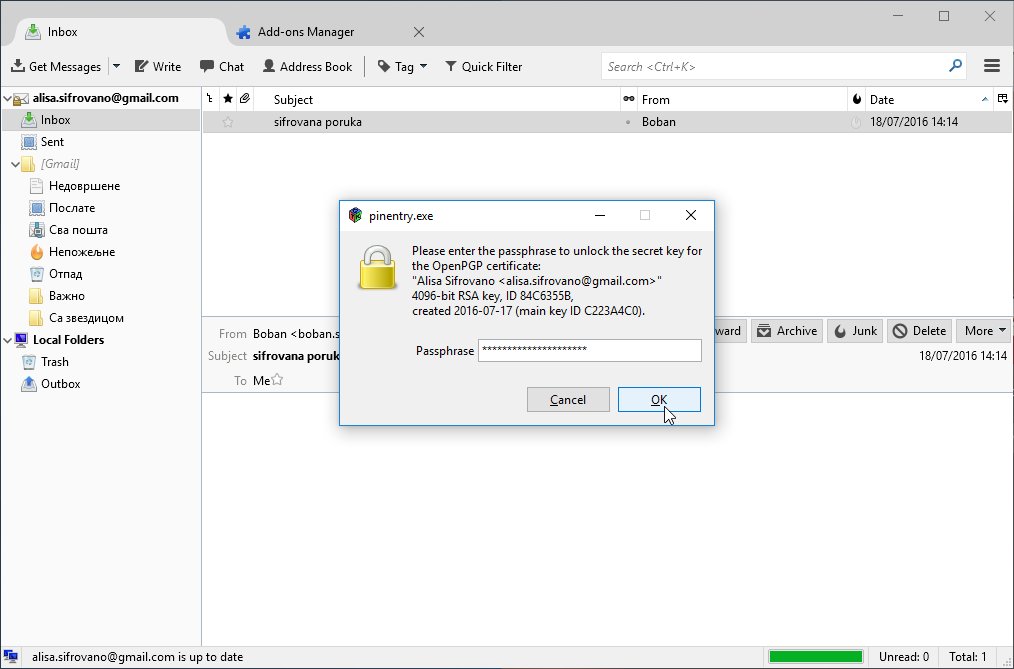 Inbox
Add-ons Manager
Get Messages Write Chat Address Book Tag Quick Filter Search <Ctrl+K>
alisa.sifrovano@gmail.com
Inbox
Sent
[Gmail]
Недовршене
Послате
Сва пошта
Непожељне
Отпад
Важно
Са звездицом
Local Folders
Trash
Outbox
Subject From Date
sifrovana poruka Boban 18/07/2016 14:14
pinentry.exe
Please enter the passphrase to unlock the secret key for
the OpenPGP certificate:
"Alisa Sifrovano <alisa.sifrovano@gmail.com>"
4096-bit RSA key, ID 84C6355B,
created 2016-07-17 (main key ID C223A4C0).
Passphrase *********************
Cancel OK
From Boban <boban.s
ward Archive Junk Delete More
Subject sifrovana poruk 18/07/2016 14:14
To Me
alisa.sifrovano@gmail.com is up to date Unread: 0 Total: 1